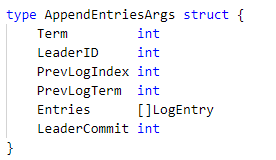 type AppendEntriesArgs struct {
    Term         int
    LeaderID     int
    PrevLogIndex int
    PrevLogTerm  int
    Entries      []LogEntry
    LeaderCommit int
}